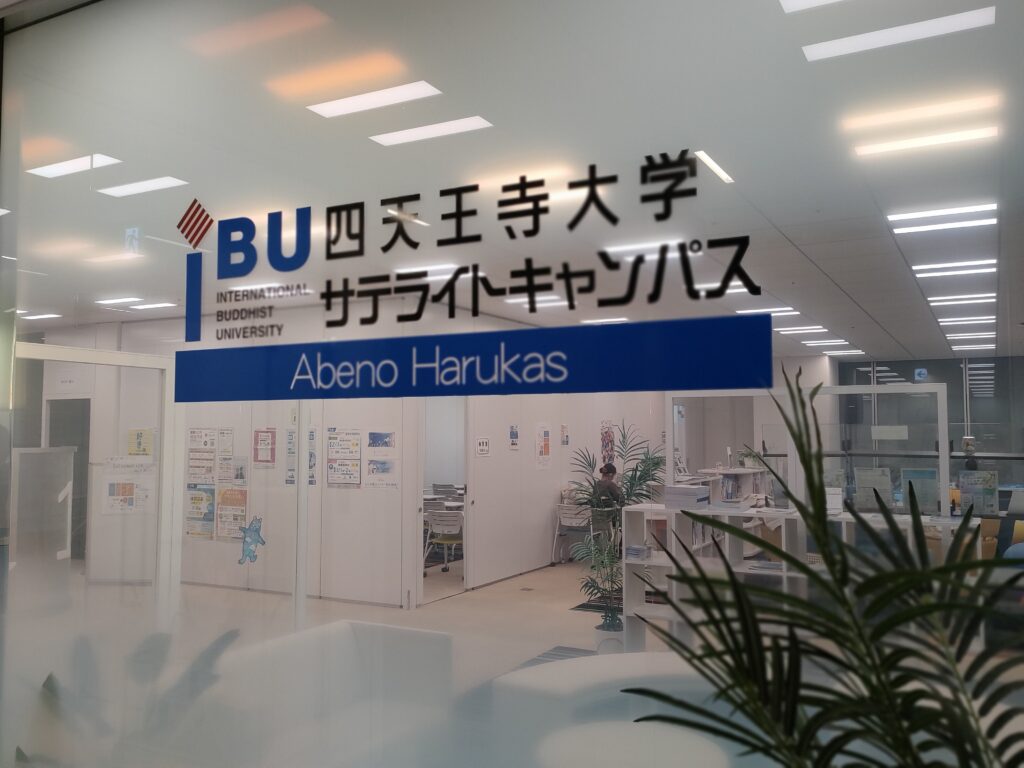 iBU
INTERNATIONAL
BUDDHIST
UNIVERSITY
四天王寺大学
サテライトキャンパス
Abeno Harukas